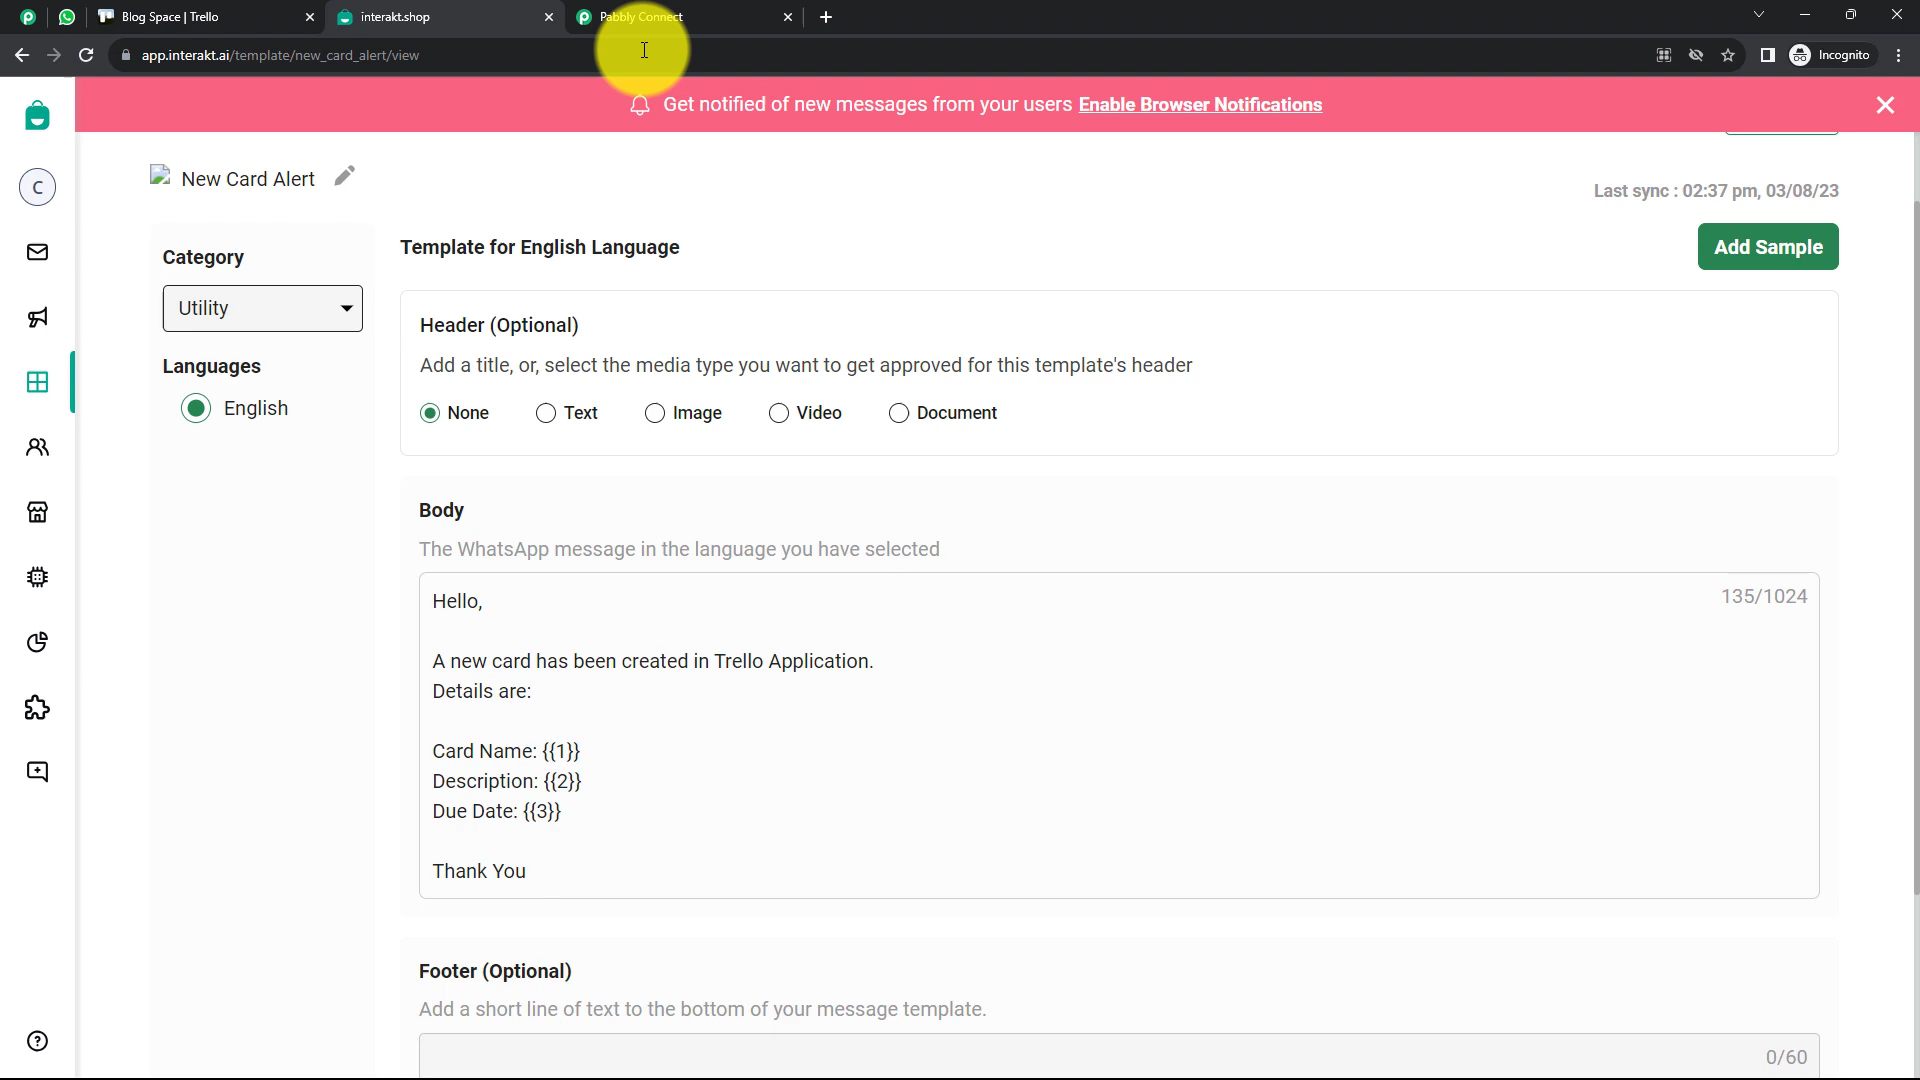 Blog Space | Trello
interakt.shop
Pabbly Connect
app.interakt.ai/template/new_card_alert/view
Incognito
Get notified of new messages from your users Enable Browser Notifications
C
New Card Alert
Last sync : 02:37 pm, 03/08/23
Category
Utility
Languages
English
Template for English Language
Add Sample
Header (Optional)
Add a title, or, select the media type you want to get approved for this template's header
None Text Image Video Document
Body
The WhatsApp message in the language you have selected
135/1024
Hello,
A new card has been created in Trello Application.
Details are:
Card Name: {{1}}
Description: {{2}}
Due Date: {{3}}
Thank You
Footer (Optional)
Add a short line of text to the bottom of your message template.
0/60